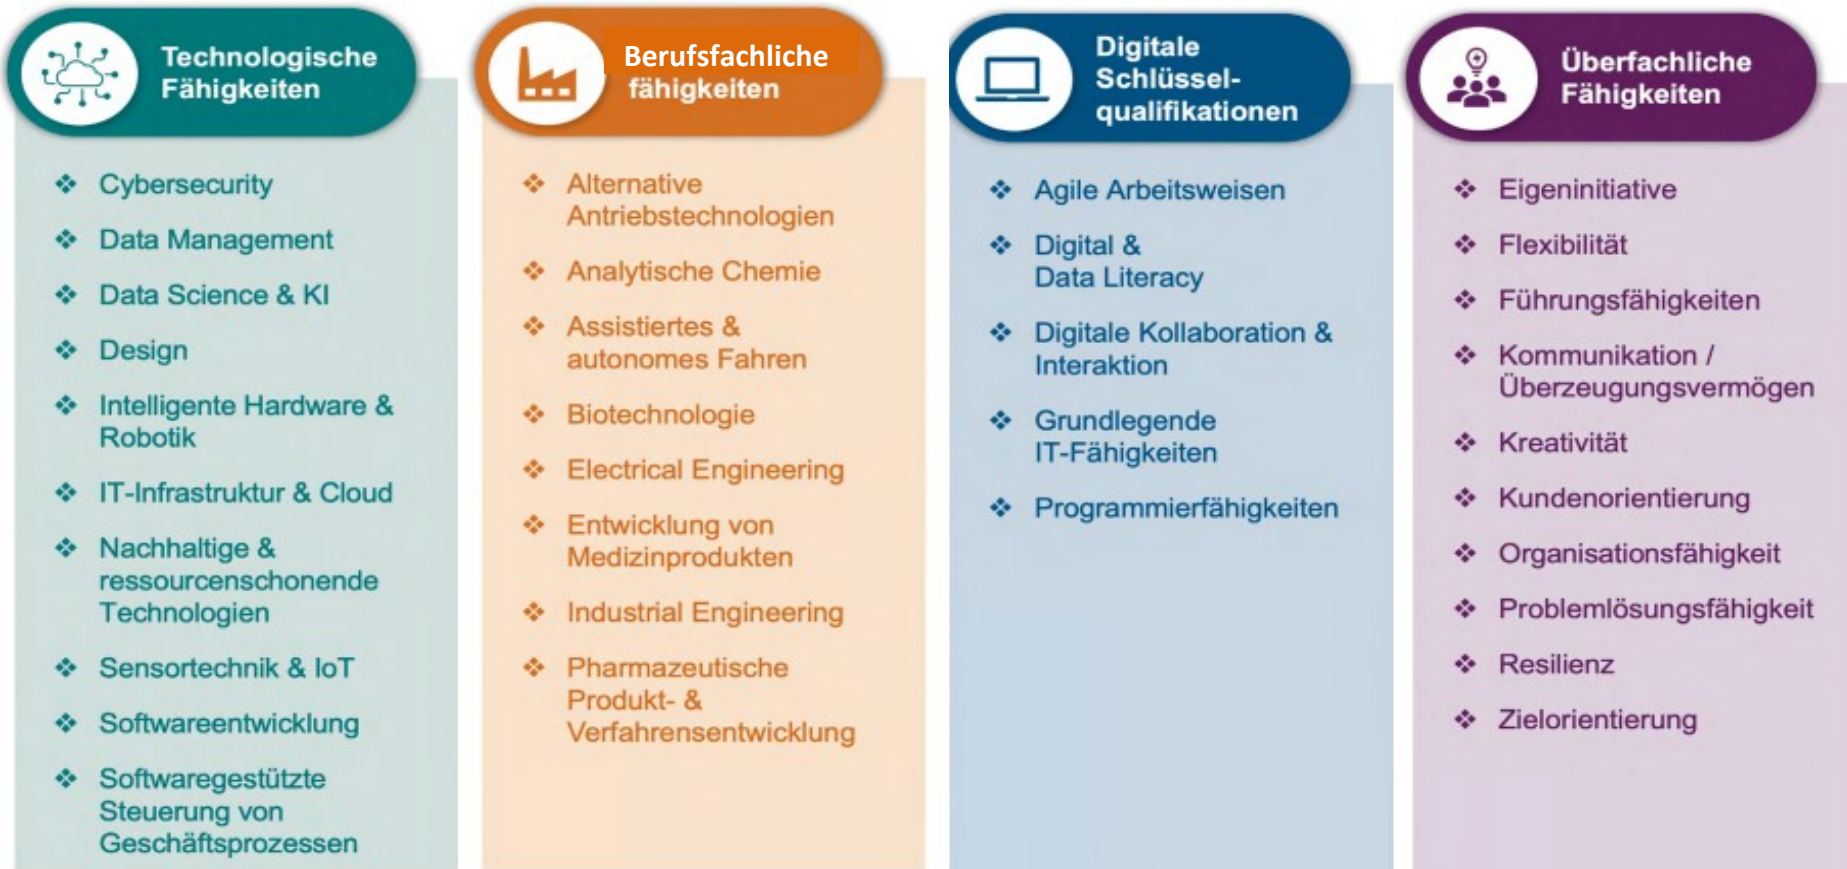 Technologische
Fähigkeiten
Cybersecurity
Data Management
Data Science & KI
Design
Intelligente Hardware &
Robotik
IT-Infrastruktur & Cloud
Nachhaltige &
ressourcenschonende
Technologien
Sensortechnik & IoT
Softwareentwicklung
Softwaregestützte
Steuerung von
Geschäftsprozessen
Berufsfachliche
fähigkeiten
Alternative
Antriebstechnologien
Analytische Chemie
Assistiertes &
autonomes Fahren
Biotechnologie
Electrical Engineering
Entwicklung von
Medizinprodukten
Industrial Engineering
Pharmazeutische
Produkt- &
Verfahrensentwicklung
Digitale
Schlüssel-
qualifikationen
Agile Arbeitsweisen
Digital &
Data Literacy
Digitale Kollaboration &
Interaktion
Grundlegende
IT-Fähigkeiten
Programmierfähigkeiten
Überfachliche
Fähigkeiten
Eigeninitiative
Flexibilität
Führungsfähigkeiten
Kommunikation /
Überzeugungsvermögen
Kreativität
Kundenorientierung
Organisationsfähigkeit
Problemlösungsfähigkeit
Resilienz
Zielorientierung